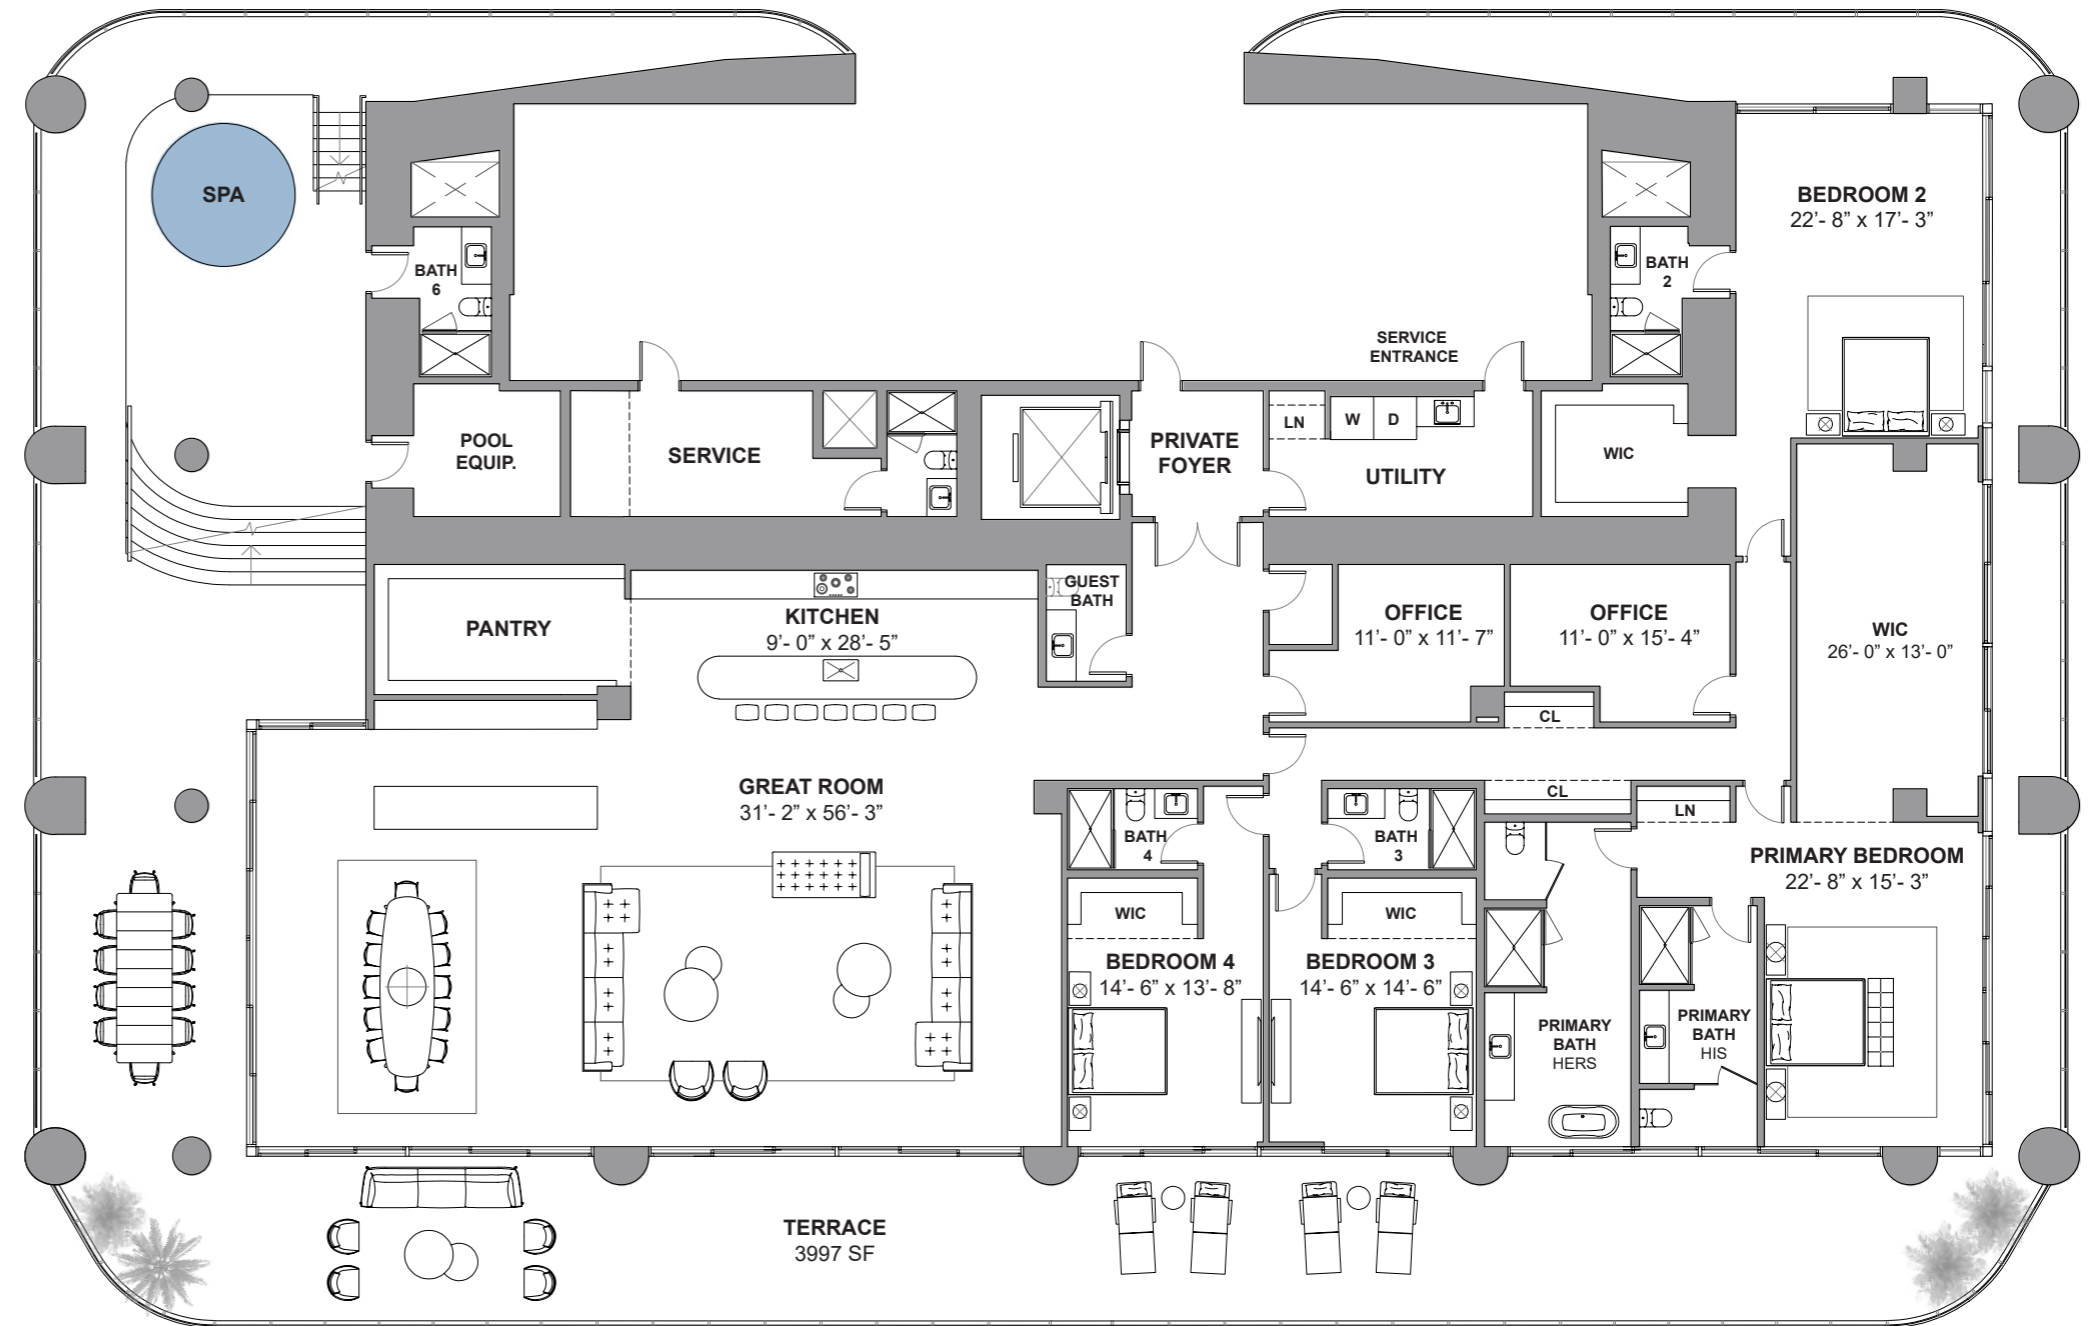 SPA
BEDROOM 2
22’- 8” x 17’- 3”
BATH
6
BATH
2
SERVICE
ENTRANCE
POOL
EQUIP.
SERVICE
PRIVATE
FOYER
LN
W
D
UTILITY
WIC
PANTRY
KITCHEN
9’- 0” x 28’- 5”
GUEST
BATH
OFFICE
11’- 0” x 11’- 7”
OFFICE
11’- 0” x 15’- 4”
WIC
26’- 0” x 13’- 0”
CL
GREAT ROOM
31’- 2” x 56’- 3”
CL
LN
BATH
4
BATH
3
PRIMARY BEDROOM
22’- 8” x 15’- 3”
WIC
WIC
BEDROOM 4
14’- 6” x 13’- 8”
BEDROOM 3
14’- 6” x 14’- 6”
PRIMARY
BATH
HERS
PRIMARY
BATH
HIS
TERRACE
3997 SF